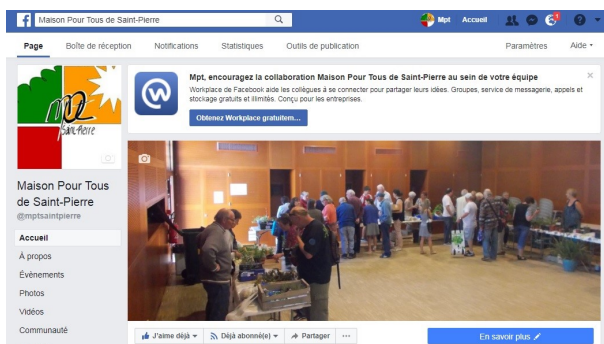 Maison Pour Tous de Saint-Pierre
Mpt Accueil
Page Boîte de réception Notifications Statistiques Outils de publication Paramètres Aide
Mpt, encouragez la collaboration Maison Pour Tous de Saint-Pierre au sein de votre équipe
Workplace de Facebook aide les collègues à se connecter pour partager leurs idées. Groupes, service de messagerie, appels et
stockage gratuits et illimités. Conçu pour les entreprises.
Obtenez Workplace gratuitem...
mpt
Saint-Pierre
Maison Pour Tous
de Saint-Pierre
@mptsaintpierre
Accueil
À propos
Évènements
Photos
Vidéos
Communauté
J'aime déjà Déjà abonné(e) Partager ... En savoir plus